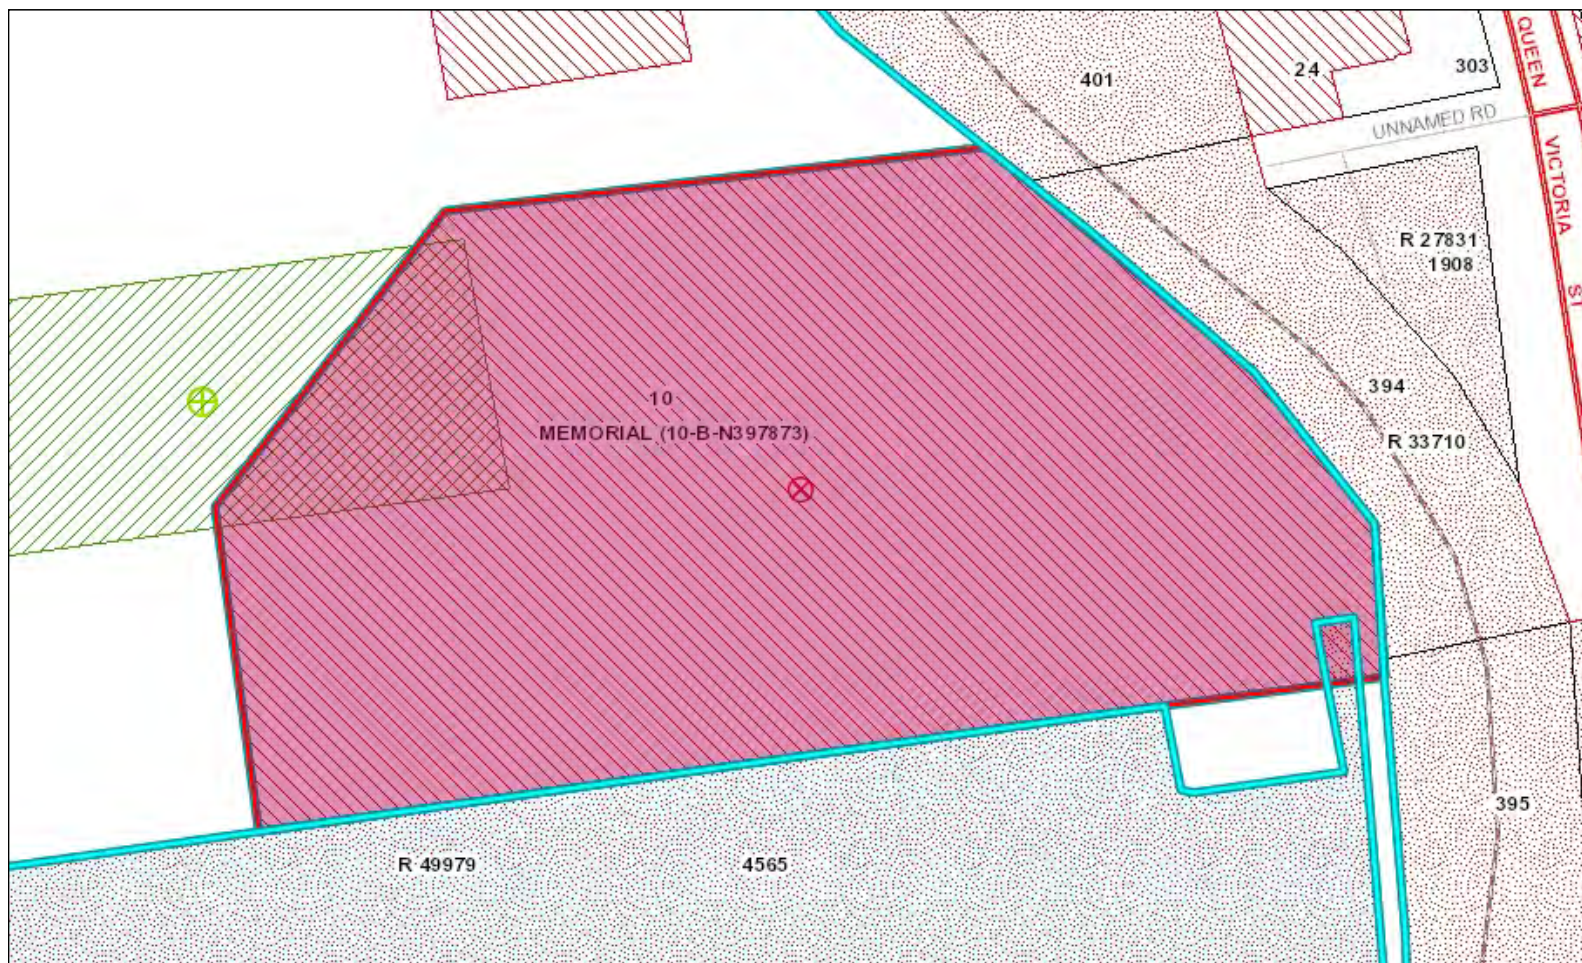 QUEEN
401
24
303
UNNAMED RD
VICTORIA ST
R 27831
1908
394
10
MEMORIAL (10-B-N397873)
R 33710
395
R 49979
4565